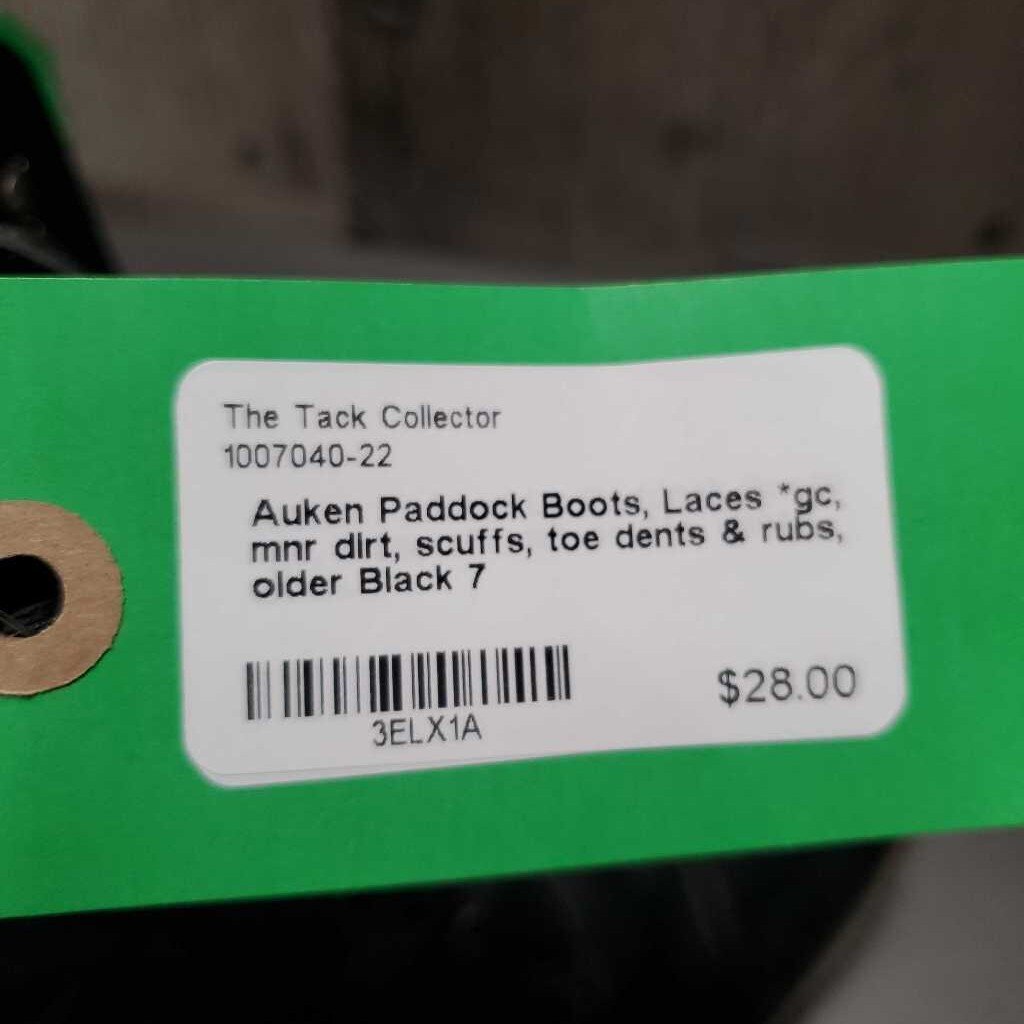 The Tack Collector
1007040-22
Auken Paddock Boots, Laces *gc,
mnr dirt, scuffs, toe dents & rubs,
older Black 7
3ELX1A
$28.00